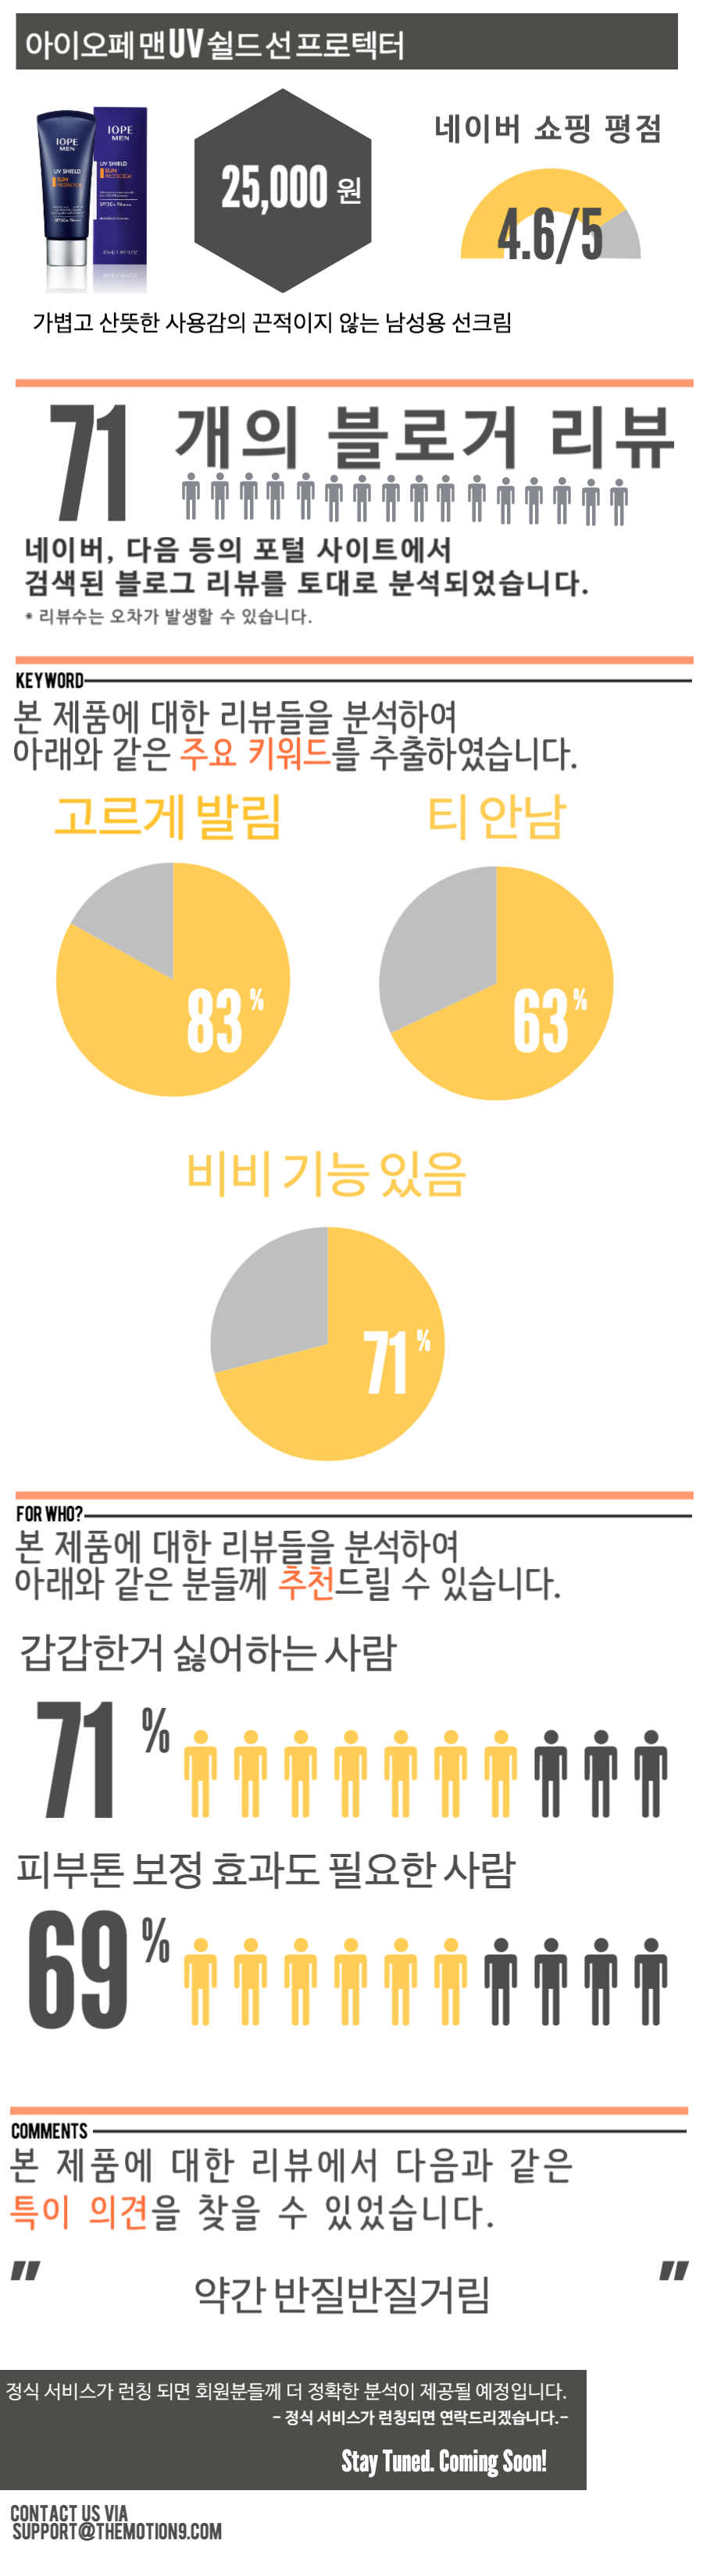 아이오페 맨 UV 쉴드 선 프로텍터
IOPE
MEN
UV SHIELD
SUN
PROTECTOR
SPF50+ PA+++
IOPE
MEN
UV SHIELD
SUN
PROTECTOR
SPF50+ PA+++
25,000 원
네이버 쇼핑 평점
4.6/5
가볍고 산뜻한 사용감의 끈적이지 않는 남성용 선크림
71 개의 블로거 리뷰
네이버, 다음 등의 포털 사이트에서
검색된 블로그 리뷰를 토대로 분석되었습니다.
* 리뷰수는 오차가 발생할 수 있습니다.
KEYWORD
본 제품에 대한 리뷰들을 분석하여
아래와 같은 주요 키워드를 추출하였습니다.
고르게 발림
티 안남
83%
63%
비비 기능 있음
71%
FOR WHO?
본 제품에 대한 리뷰들을 분석하여
아래와 같은 분들께 추천드릴 수 있습니다.
갑갑한거 싫어하는 사람
71%
피부톤 보정 효과도 필요한 사람
69%
COMMENTS
본 제품에 대한 리뷰에서 다음과 같은
특이 의견을 찾을 수 있었습니다.
" 약간 반질반질거림 "
정식 서비스가 런칭 되면 회원분들께 더 정확한 분석이 제공될 예정입니다.
- 정식 서비스가 런칭되면 연락드리겠습니다.-
Stay Tuned. Coming Soon!
CONTACT US VIA
SUPPORT@THEMOTION9.COM